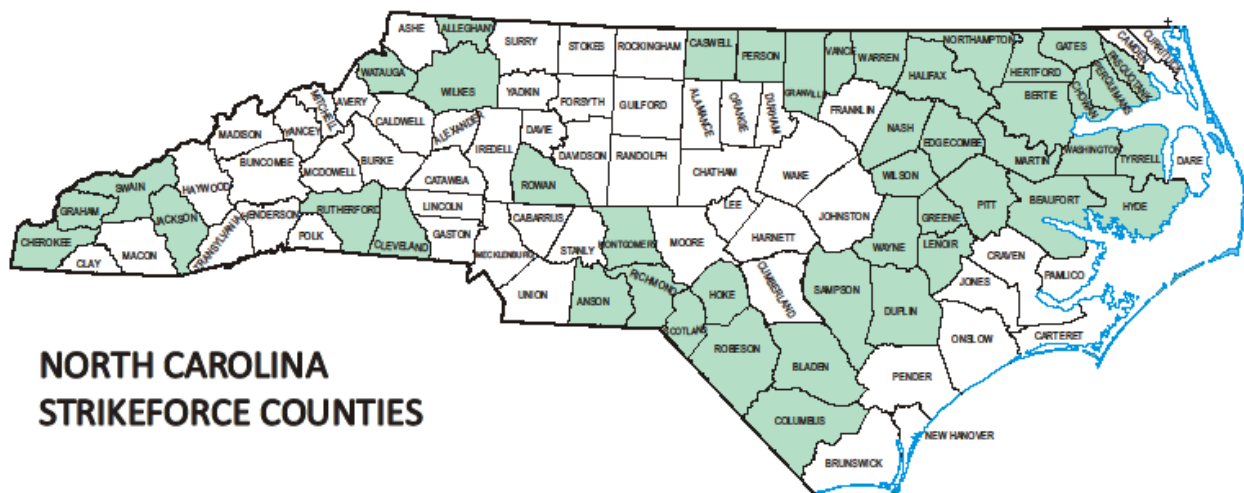 ASHE
ALLEGHANY
SURRY
STOKES
ROCKINGHAM
CASWELL
PERSON
GRANVILLE
VANCE
WARREN
NORTHAMPTON
HALIFAX
HERTFORD
GATES
CAMDEN
CURRITUCK
PASQUOTANK
PERQUIMANS
CHOWAN
BERTIE
WATAUGA
WILKES
YADKIN
FORSYTH
GUILFORD
ALAMANCE
ORANGE
DURHAM
FRANKLIN
NASH
EDGECOMBE
MARTIN
WASHINGTON
TYRRELL
DARE
MITCHELL
AVERY
CALDWELL
ALEXANDER
IREDELL
DAVIE
DAVIDSON
RANDOLPH
CHATHAM
WAKE
WILSON
MADISON
YANCEY
BUNCOMBE
MCDOWELL
BURKE
CATAWBA
ROWAN
LEE
JOHNSTON
GREENE
PITT
BEAUFORT
HYDE
SWAIN
HAYWOOD
GRAHAM
JACKSON
HENDERSON
RUTHERFORD
LINCOLN
CABARRUS
STANLY
MONTGOMERY
MOORE
HARNETT
WAYNE
LENOIR
CRAVEN
PAMLICO
CHEROKEE
CLAY
MACON
TRANSYLVANIA
POLK
CLEVELAND
GASTON
MECKLENBURG
UNION
ANSON
RICHMOND
HOKE
CUMBERLAND
SAMPSON
DUPLIN
JONES
SCOTLAND
ROBESON
BLADEN
ONSLOW
CARTERET
PENDER
COLUMBUS
NEW HANOVER
BRUNSWICK
NORTH CAROLINA
STRIKEFORCE COUNTIES